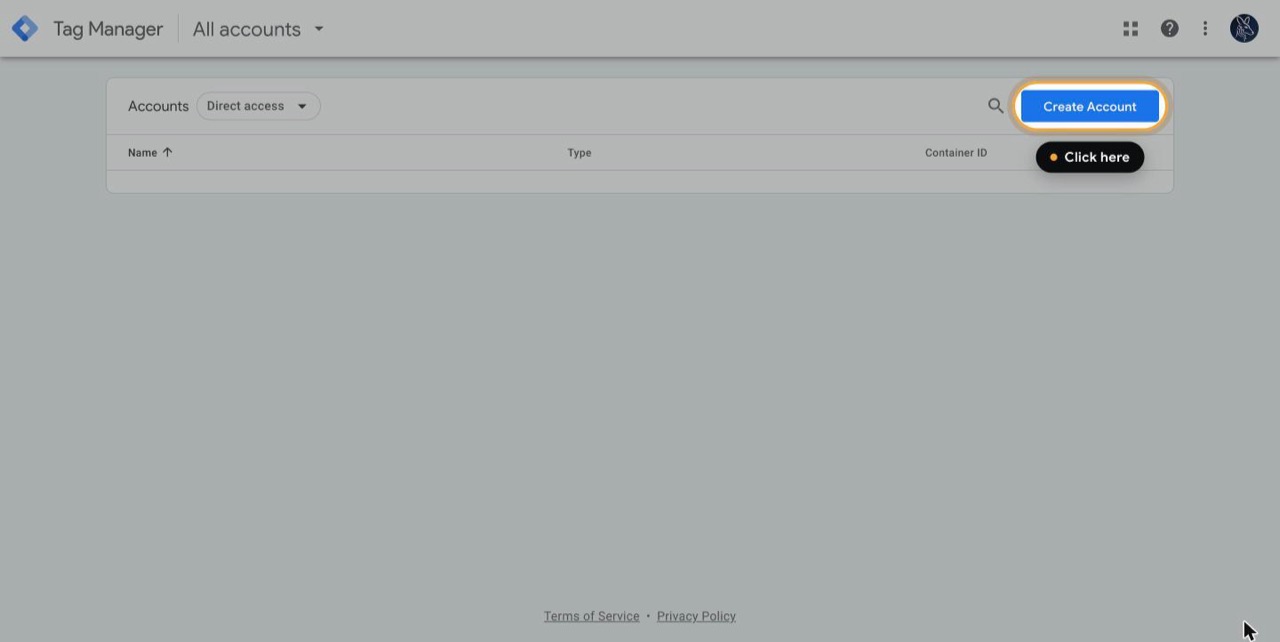 Tag Manager
All accounts
Accounts
Direct access
Create Account
Name
Type
Container ID
Click here
Terms of Service • Privacy Policy